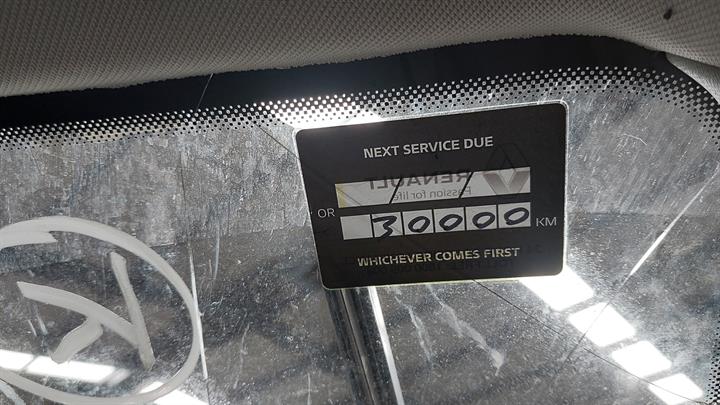 NEXT SERVICE DUE
RENAULT
/ /
Passion for life
OR 30000 KM
WHICHEVER COMES FIRST